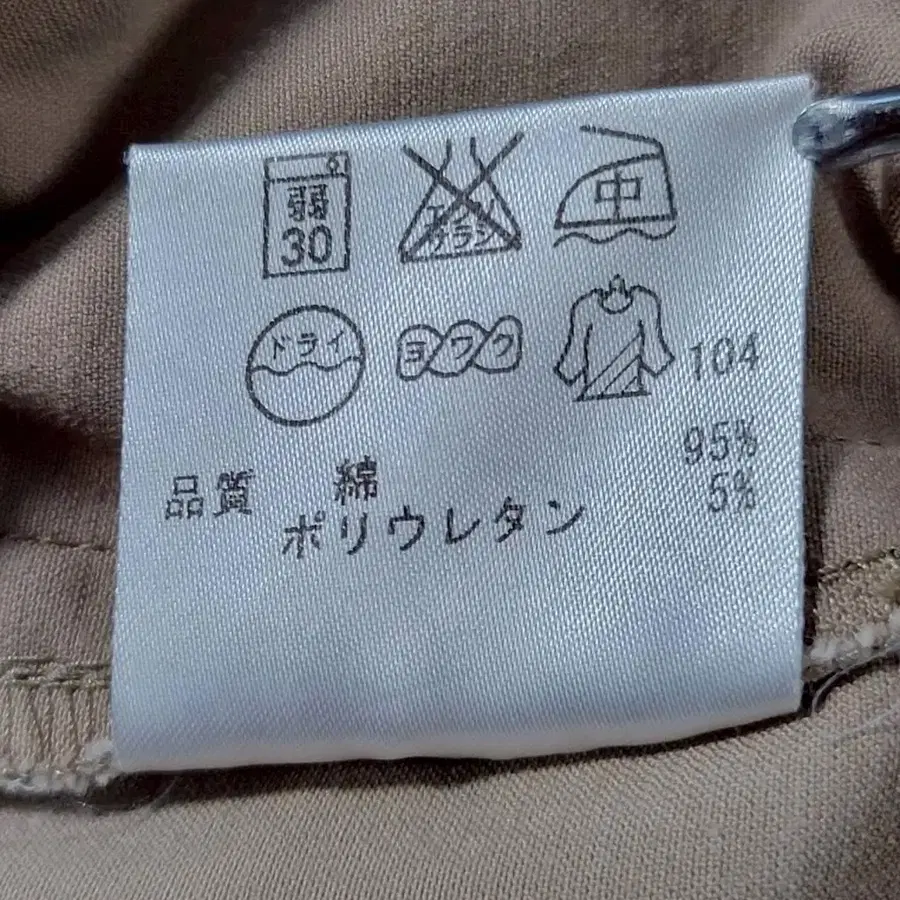 弱 エンソ サラシ 中
30
ドライ ヨワク 104
品質 綿 95%
ポリウレタン 5%